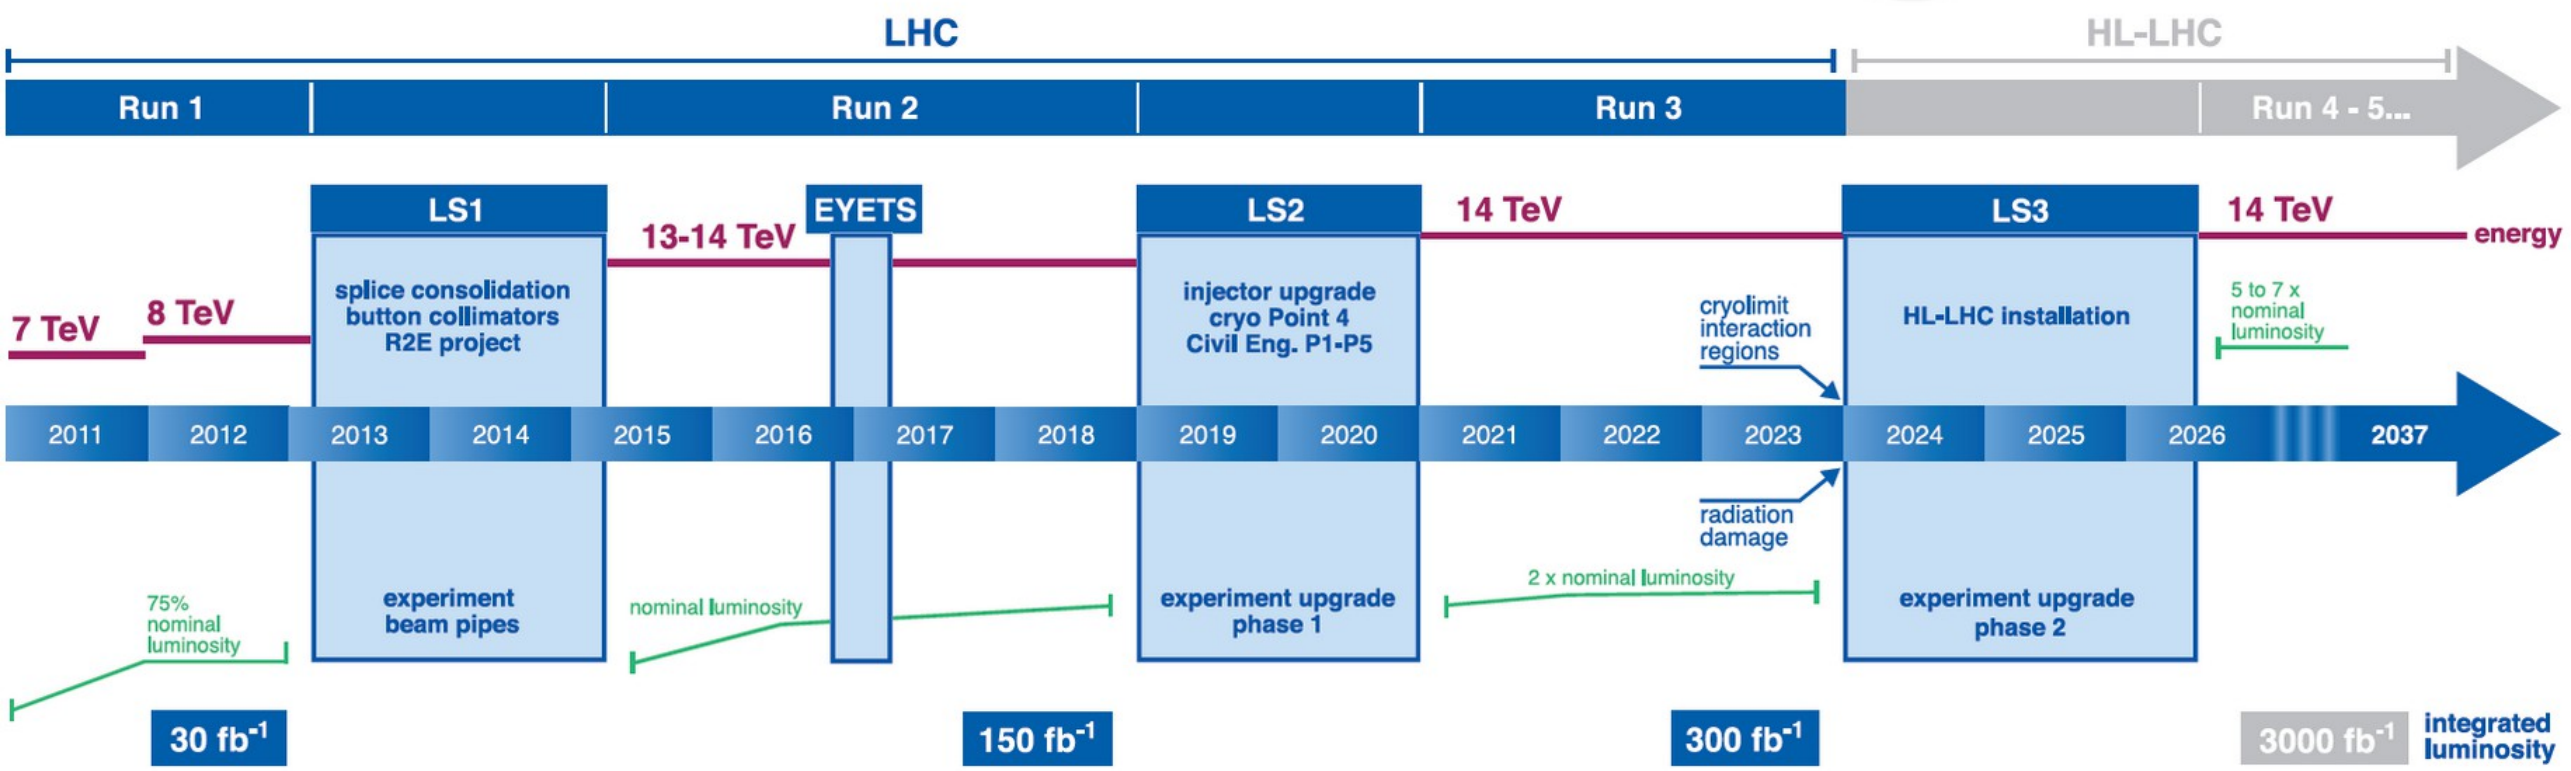 LHC
HL-LHC
Run 1
Run 2
Run 3
Run 4 - 5...
LS1
EYETS
LS2
LS3
7 TeV
8 TeV
13-14 TeV
14 TeV
14 TeV
energy
splice consolidation
button collimators
R2E project
injector upgrade
cryo Point 4
Civil Eng. P1-P5
cryolimit
interaction
regions
HL-LHC installation
5 to 7 x
nominal
luminosity
2011
2012
2013
2014
2015
2016
2017
2018
2019
2020
2021
2022
2023
2024
2025
2026
2037
radiation
damage
75%
nominal
luminosity
experiment
beam pipes
nominal luminosity
experiment upgrade
phase 1
2 x nominal luminosity
experiment upgrade
phase 2
30 fb⁻¹
150 fb⁻¹
300 fb⁻¹
3000 fb⁻¹
integrated
luminosity